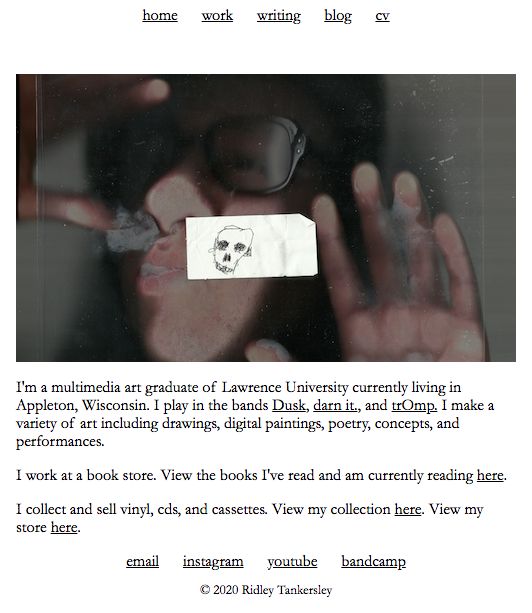 home work writing blog cv
I'm a multimedia art graduate of Lawrence University currently living in
Appleton, Wisconsin. I play in the bands Dusk, darn it., and trOmp. I make a
variety of art including drawings, digital paintings, poetry, concepts, and
performances.
I work at a book store. View the books I've read and am currently reading here.
I collect and sell vinyl, cds, and cassettes. View my collection here. View my
store here.
email instagram youtube bandcamp
© 2020 Ridley Tankersley